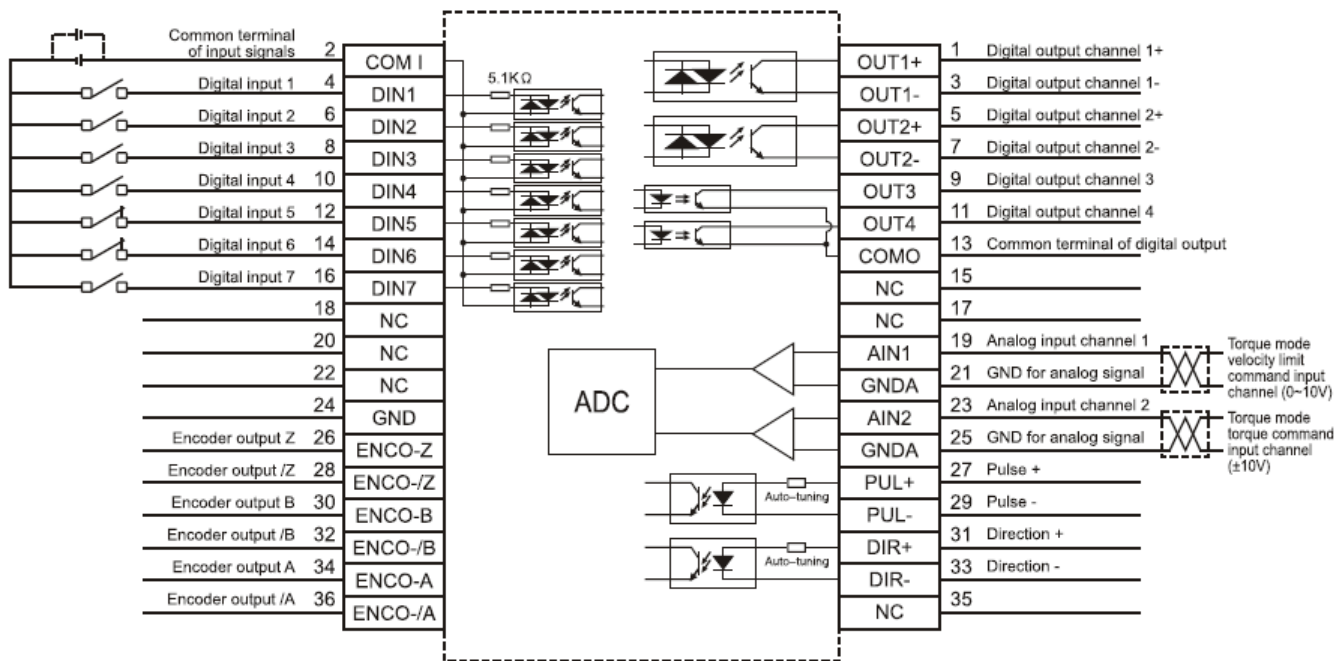 Common terminal
of input signals 2 COM I
Digital input 1 4 DIN1
Digital input 2 6 DIN2
Digital input 3 8 DIN3
Digital input 4 10 DIN4
Digital input 5 12 DIN5
Digital input 6 14 DIN6
Digital input 7 16 DIN7
18 NC
20 NC
22 NC
24 GND
Encoder output Z 26 ENCO-Z
Encoder output /Z 28 ENCO-/Z
Encoder output B 30 ENCO-B
Encoder output /B 32 ENCO-/B
Encoder output A 34 ENCO-A
Encoder output /A 36 ENCO-/A
5.1KΩ
ADC
Auto-tuning
Auto-tuning
OUT1+ 1 Digital output channel 1+
OUT1- 3 Digital output channel 1-
OUT2+ 5 Digital output channel 2+
OUT2- 7 Digital output channel 2-
OUT3 9 Digital output channel 3
OUT4 11 Digital output channel 4
COMO 13 Common terminal of digital output
NC 15
NC 17
AIN1 19 Analog input channel 1
GNDA 21 GND for analog signal
AIN2 23 Analog input channel 2
GNDA 25 GND for analog signal
PUL+ 27 Pulse +
PUL- 29 Pulse -
DIR+ 31 Direction +
DIR- 33 Direction -
NC 35
Torque mode
velocity limit
command input
channel (0~10V)
Torque mode
torque command
input channel
(±10V)